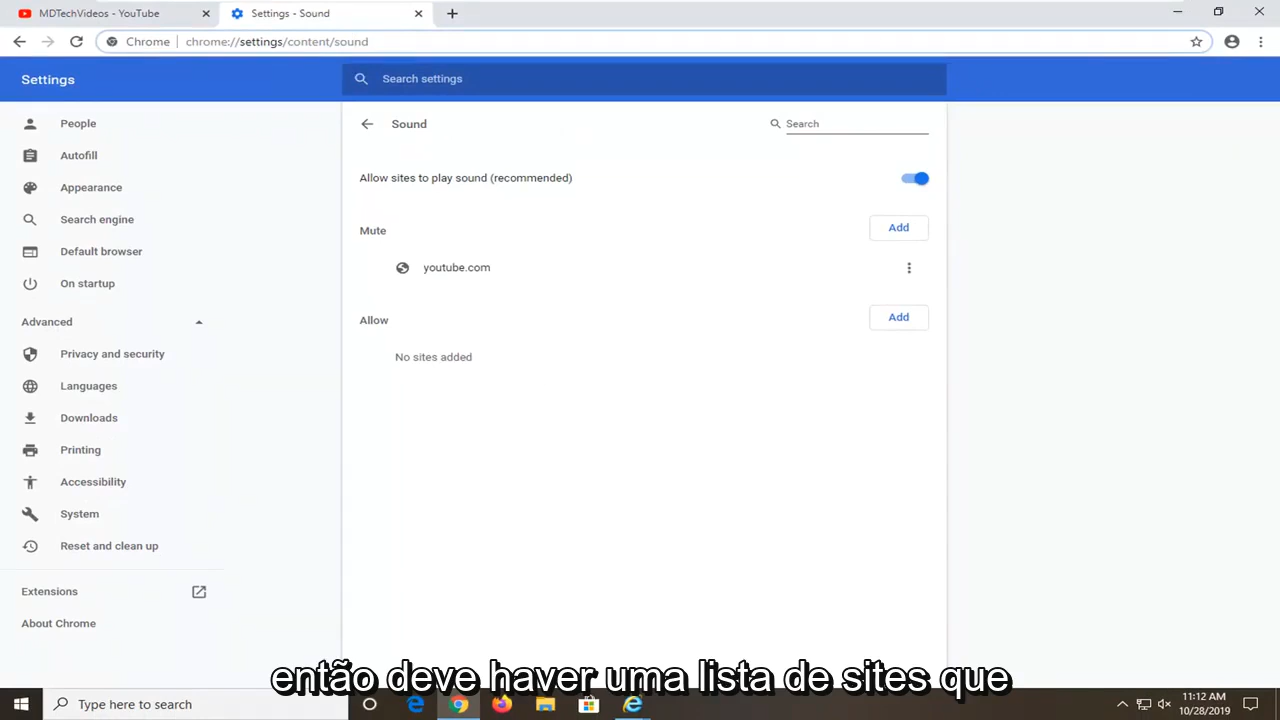 MDTechVideos - YouTube
Settings - Sound
Chrome chrome://settings/content/sound
Settings
Search settings
People
Autofill
Appearance
Search engine
Default browser
On startup
Advanced
Privacy and security
Languages
Downloads
Printing
Accessibility
System
Reset and clean up
Extensions
About Chrome
Sound
Search
Allow sites to play sound (recommended)
Mute
Add
youtube.com
Allow
Add
No sites added
então deve haver uma lista de sites que
Type here to search
11:12 AM
10/28/2019